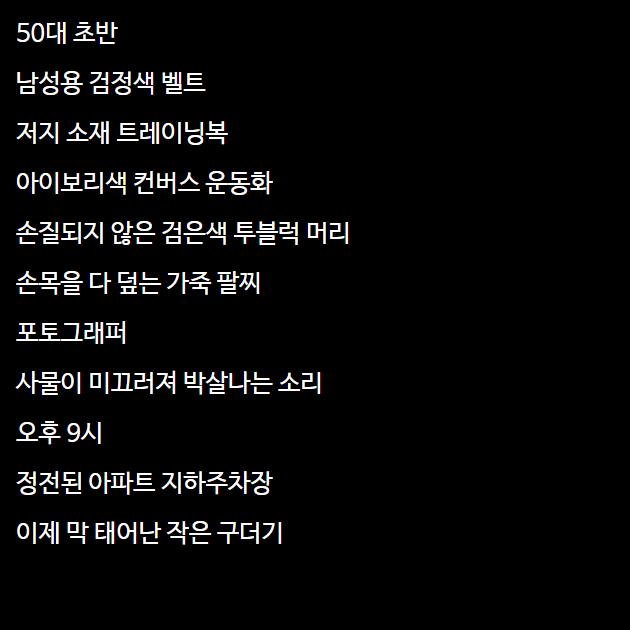 50대 초반
남성용 검정색 벨트
저지 소재 트레이닝복
아이보리색 컨버스 운동화
손질되지 않은 검은색 투블럭 머리
손목을 다 덮는 가죽 팔찌
포토그래퍼
사물이 미끄러져 박살나는 소리
오후 9시
정전된 아파트 지하주차장
이제 막 태어난 작은 구더기